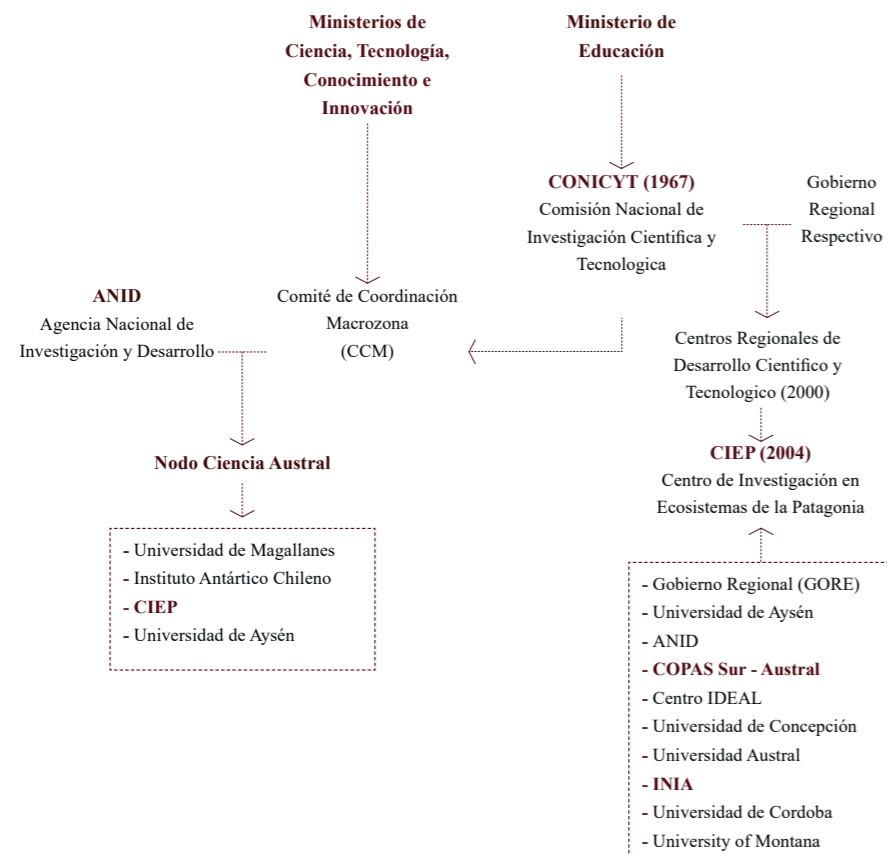 Ministerios de
Ciencia, Tecnología,
Conocimiento e
Innovación
Ministerio de
Educación
CONICYT (1967)
Comisión Nacional de
Investigación Cientifica y
Tecnologica
Gobierno
Regional
Respectivo
ANID
Agencia Nacional de
Investigación y Desarrollo
Comité de Coordinación
Macrozona
(CCM)
Centros Regionales de
Desarrollo Científico y
Tecnologico (2000)
Nodo Ciencia Austral
CIEP (2004)
Centro de Investigación en
Ecosistemas de la Patagonia
- Universidad de Magallanes
- Instituto Antártico Chileno
- CIEP
- Universidad de Aysén
- Gobierno Regional (GORE)
- Universidad de Aysén
- ANID
- COPAS Sur - Austral
- Centro IDEAL
- Universidad de Concepción
- Universidad Austral
- INIA
- Universidad de Cordoba
- University of Montana